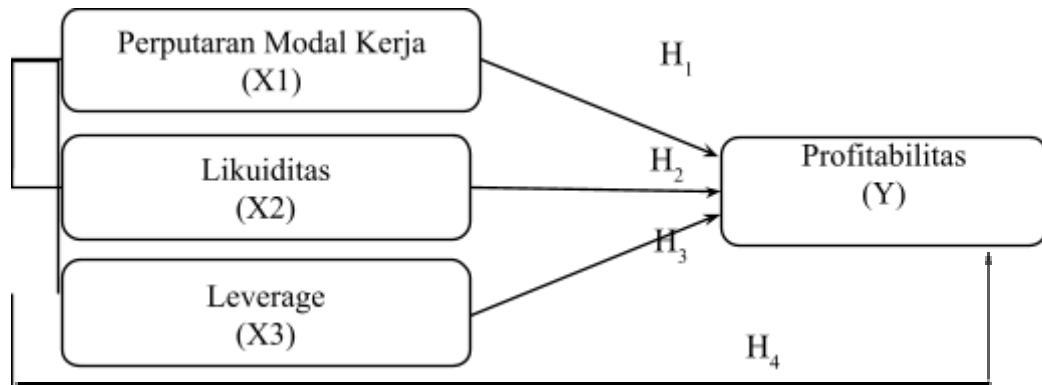 Perputaran Modal Kerja
(X1)
H₁
Likuiditas
(X2)
H₂
Profitabilitas
(Y)
H₃
Leverage
(X3)
H₄